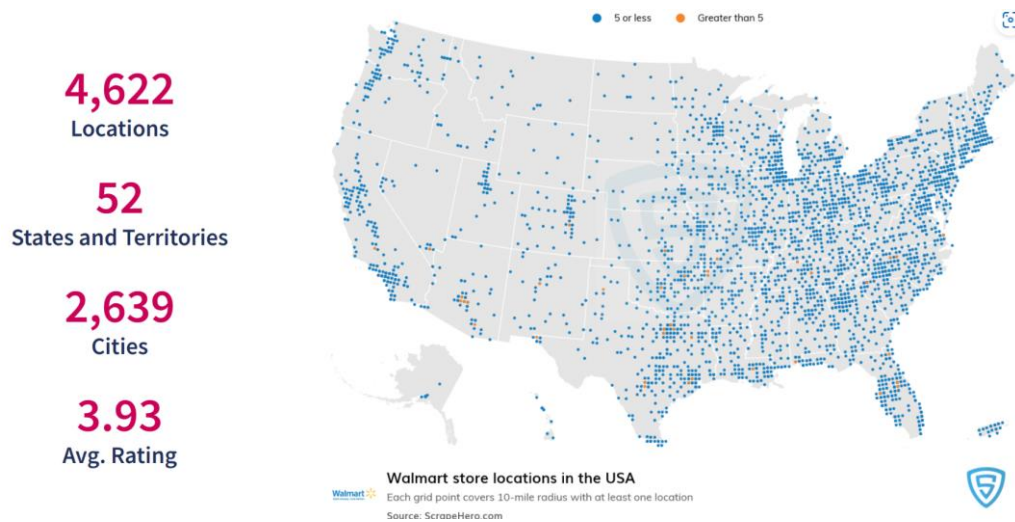 5 or less
Greater than 5
4,622
Locations
52
States and Territories
2,639
Cities
3.93
Avg. Rating
Walmart store locations in the USA
Walmart
Each grid point covers 10-mile radius with at least one location
Source: ScrapeHero.com